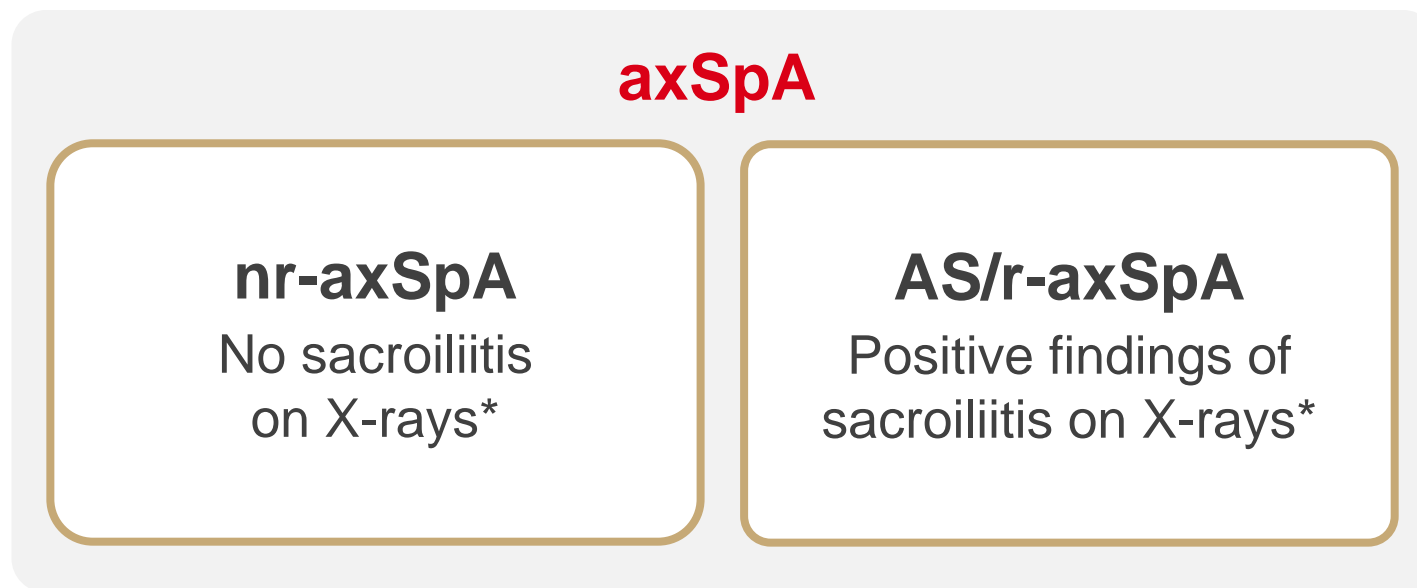 axSpA
nr-axSpA
No sacroiliitis
on X-rays*
AS/r-axSpA
Positive findings of
sacroiliitis on X-rays*